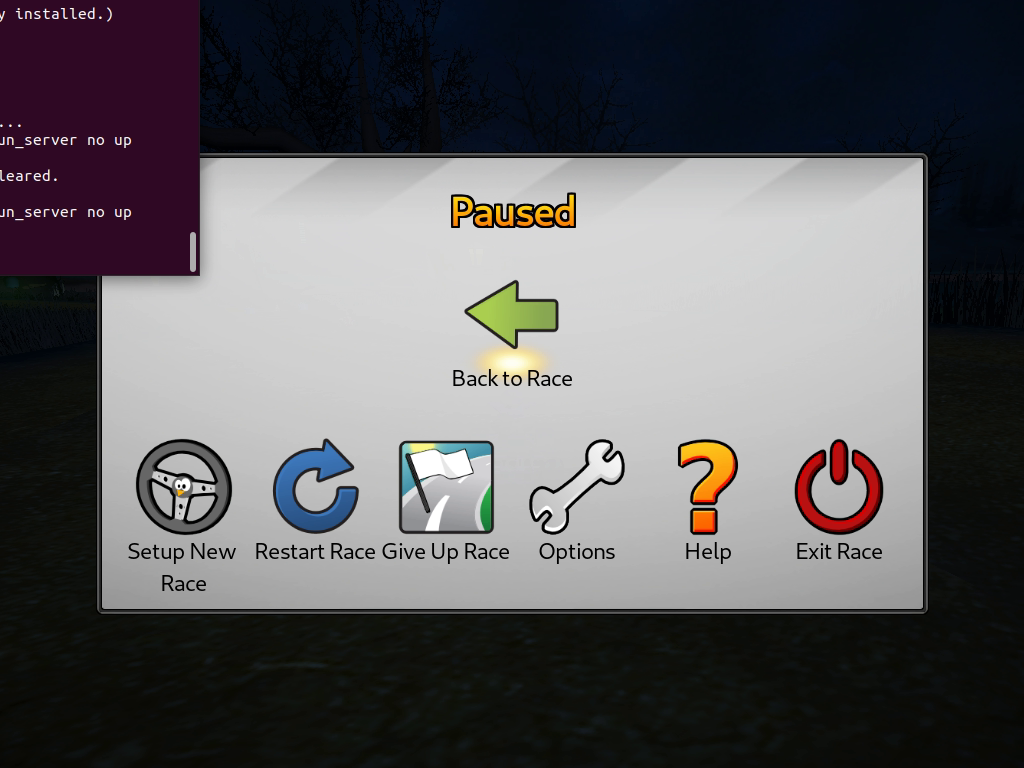 y installed.)
...
un_server no up
leared.
un_server no up
Paused
Back to Race
Setup New
Race
Restart Race
Give Up Race
Options
Help
Exit Race